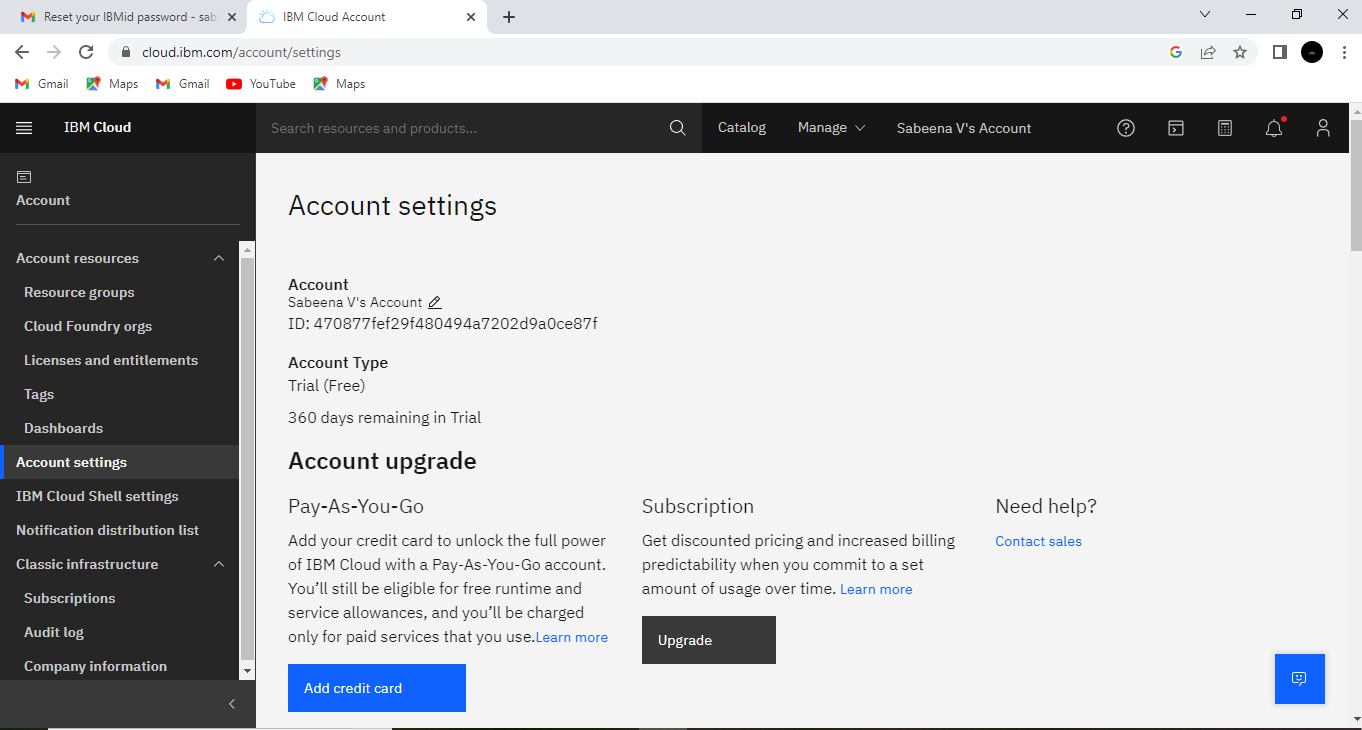 Reset your IBMid password - sab
IBM Cloud Account
cloud.ibm.com/account/settings
Gmail
Maps
Gmail
YouTube
Maps
IBM Cloud
Search resources and products...
Catalog
Manage
Sabeena V's Account
Account
Account resources
Resource groups
Cloud Foundry orgs
Licenses and entitlements
Tags
Dashboards
Account settings
IBM Cloud Shell settings
Notification distribution list
Classic infrastructure
Subscriptions
Audit log
Company information
Account settings
Account
Sabeena V's Account
ID: 470877fef29f480494a7202d9a0ce87f
Account Type
Trial (Free)
360 days remaining in Trial
Account upgrade
Pay-As-You-Go
Add your credit card to unlock the full power
of IBM Cloud with a Pay-As-You-Go account.
You’ll still be eligible for free runtime and
service allowances, and you’ll be charged
only for paid services that you use.Learn more
Add credit card
Subscription
Get discounted pricing and increased billing
predictability when you commit to a set
amount of usage over time. Learn more
Upgrade
Need help?
Contact sales